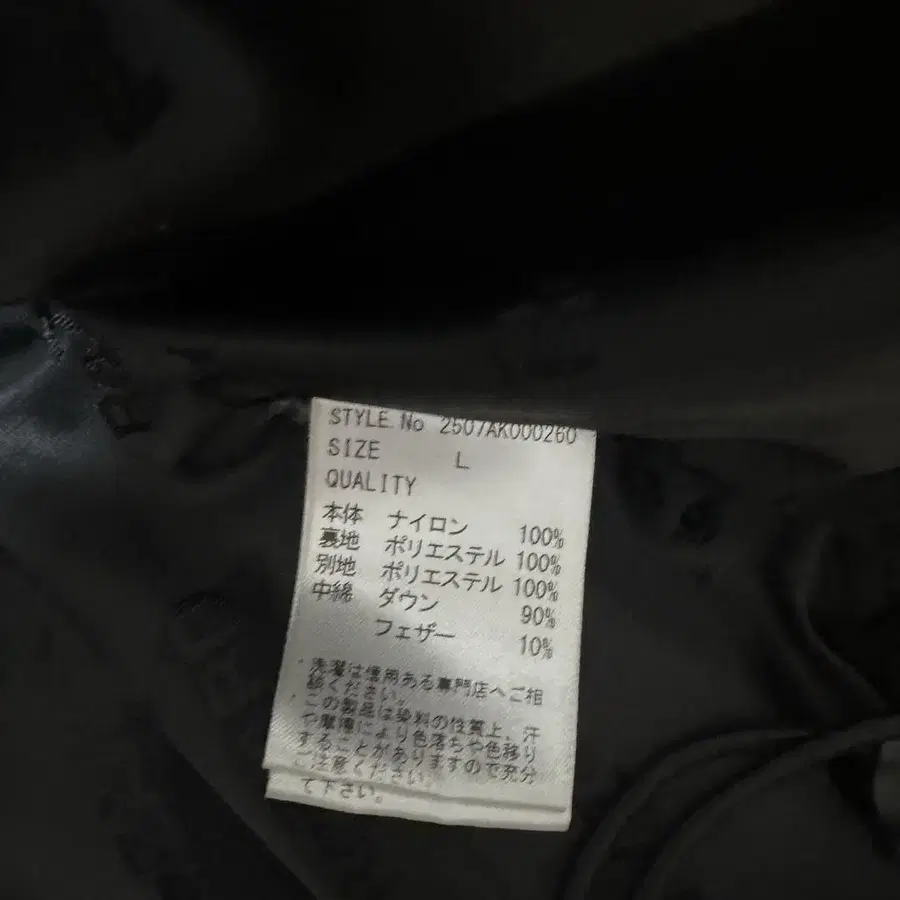 STYLE.No 2507AK000260
SIZE L
QUALITY
本体 ナイロン 100%
裏地 ポリエステル 100%
別地 ポリエステル 100%
中綿 ダウン 90%
フェザー 10%
・洗濯は信用ある専門店へご相
談ください。
この製品は染料の性質上、汗
や摩擦により色落ちや色移り
することがありますので充分
ご注意ください。
て下さい。